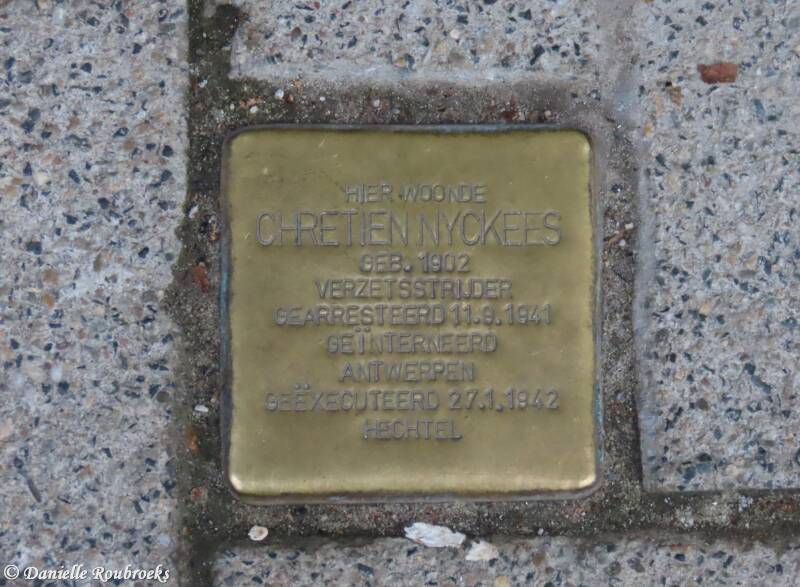 HIER WOONDE
CHRETIEN NYCKEES
GEB. 1902
VERZETSSTRIJDER
GEARRESTEERD 11.9.1941
GEÏNTERNEERD
ANTWERPEN
GEËXECUTEERD 27.1.1942
HECHTEL
© Danielle Roubroeks